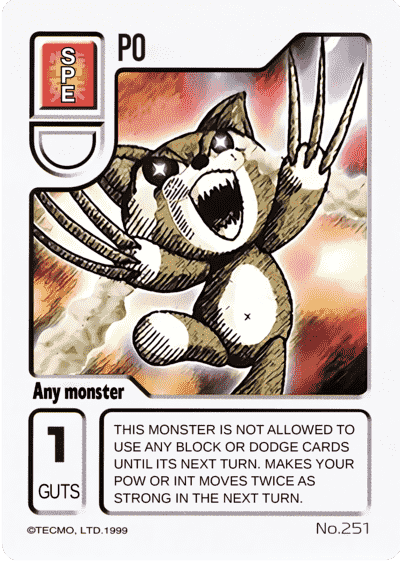 SPE
PO
Any monster
1
GUTS
THIS MONSTER IS NOT ALLOWED TO
USE ANY BLOCK OR DODGE CARDS
UNTIL ITS NEXT TURN. MAKES YOUR
POW OR INT MOVES TWICE AS
STRONG IN THE NEXT TURN.
©TECMO, LTD.1999
No.251